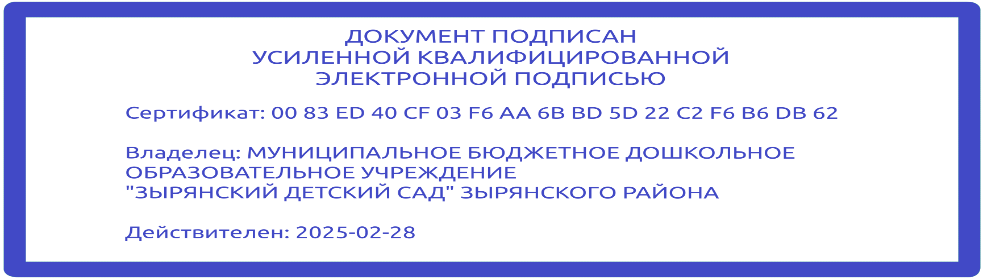 ДОКУМЕНТ ПОДПИСАН
УСИЛЕННОЙ КВАЛИФИЦИРОВАННОЙ
ЭЛЕКТРОННОЙ ПОДПИСЬЮ
Сертификат: 00 83 ED 40 CF 03 F6 AA 6B BD 5D 22 C2 F6 B6 DB 62
Владелец: МУНИЦИПАЛЬНОЕ БЮДЖЕТНОЕ ДОШКОЛЬНОЕ
ОБРАЗОВАТЕЛЬНОЕ УЧРЕЖДЕНИЕ
"ЗЫРЯНСКИЙ ДЕТСКИЙ САД" ЗЫРЯНСКОГО РАЙОНА
Действителен: 2025-02-28